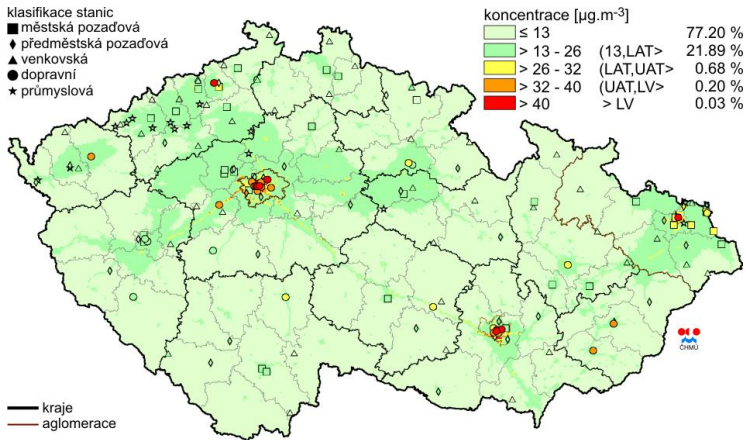 klasifikace stanic
městská pozaďová
předměstská pozaďová
venkovská
dopravní
průmyslová
koncentrace [µg.m-3]
≤ 13 77.20 %
> 13 - 26 (13,LAT> 21.89 %
> 26 - 32 (LAT,UAT> 0.68 %
> 32 - 40 (UAT,LV> 0.20 %
> 40 > LV 0.03 %
ČHMÚ
kraje
aglomerace